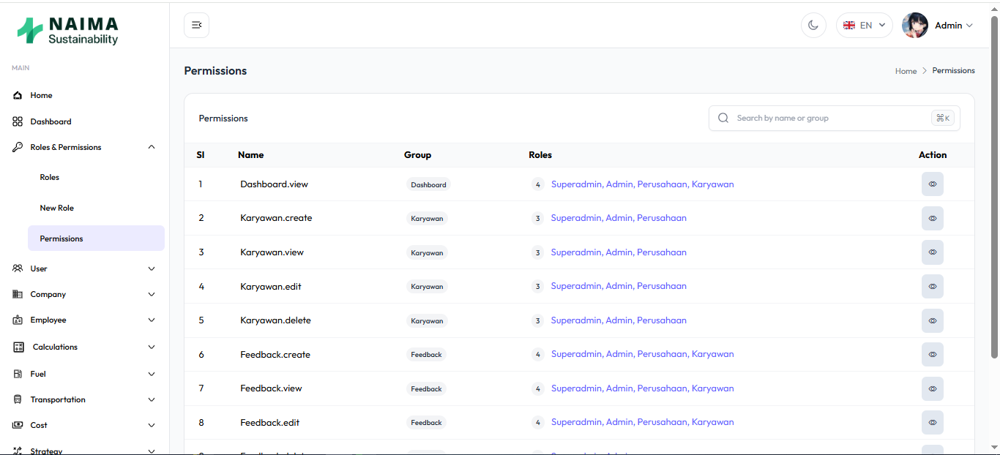 NAIMA
Sustainability
EN
Admin
MAIN
Home
Dashboard
Roles & Permissions
Roles
New Role
Permissions
User
Company
Employee
Calculations
Fuel
Transportation
Cost
Strategy
Permissions
Home > Permissions
Permissions
Search by name or group
⌘K
Sl Name Group Roles Action
1 Dashboard.view Dashboard 4 Superadmin, Admin, Perusahaan, Karyawan
2 Karyawan.create Karyawan 3 Superadmin, Admin, Perusahaan
3 Karyawan.view Karyawan 3 Superadmin, Admin, Perusahaan
4 Karyawan.edit Karyawan 3 Superadmin, Admin, Perusahaan
5 Karyawan.delete Karyawan 3 Superadmin, Admin, Perusahaan
6 Feedback.create Feedback 4 Superadmin, Admin, Perusahaan, Karyawan
7 Feedback.view Feedback 4 Superadmin, Admin, Perusahaan, Karyawan
8 Feedback.edit Feedback 4 Superadmin, Admin, Perusahaan, Karyawan